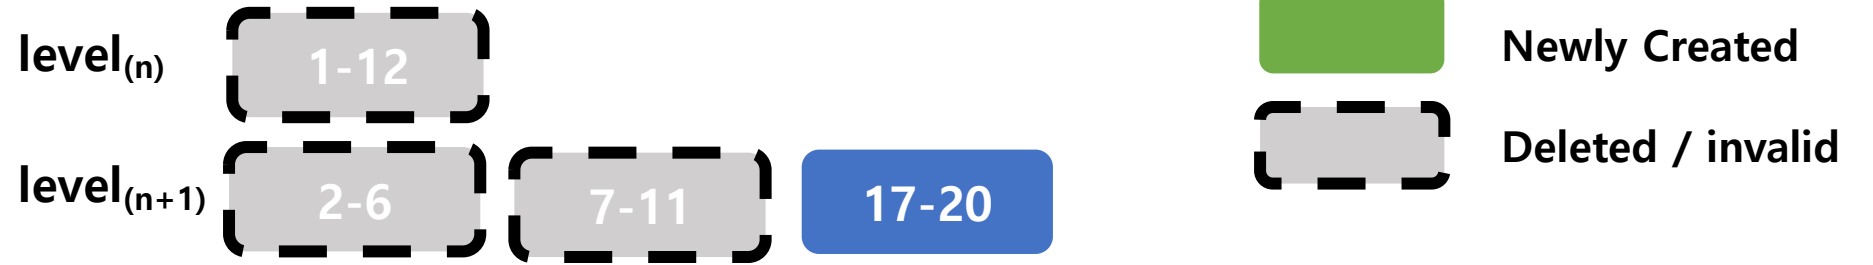 level(n)
1-12
Newly Created
Deleted / invalid
level(n+1)
2-6
7-11
17-20